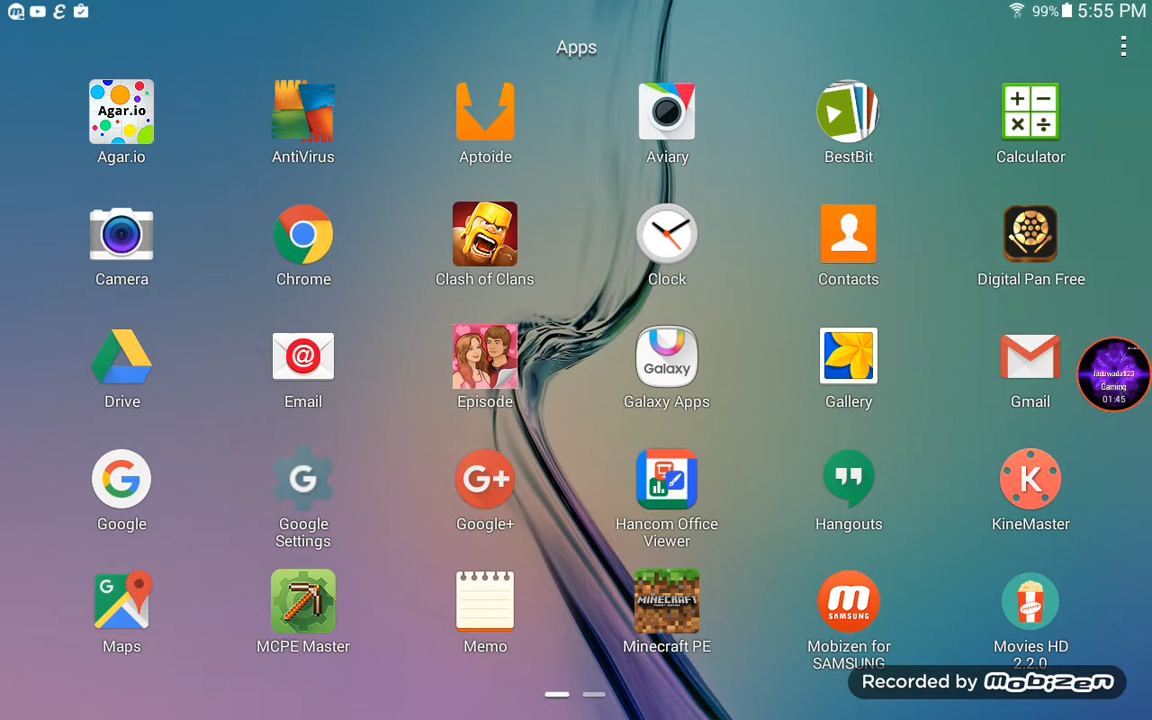 99% 5:55 PM
Apps
Agar.io
Agar.io
AntiVirus
Aptoide
Aviary
BestBit
Calculator
Camera
Chrome
Clash of Clans
Clock
Contacts
Digital Pan Free
Galaxy
Jadawada123
Gaming
01:45
Drive
Email
Episode
Galaxy Apps
Gallery
Gmail
G+
K
Google
Google
Settings
Google+
Hancom Office
Viewer
Hangouts
KineMaster
MINECRAFT
SAMSUNG
Maps
MCPE Master
Memo
Minecraft PE
Mobizen for
SAMSUNG
Movies HD
2.2.0
Recorded by mobizen